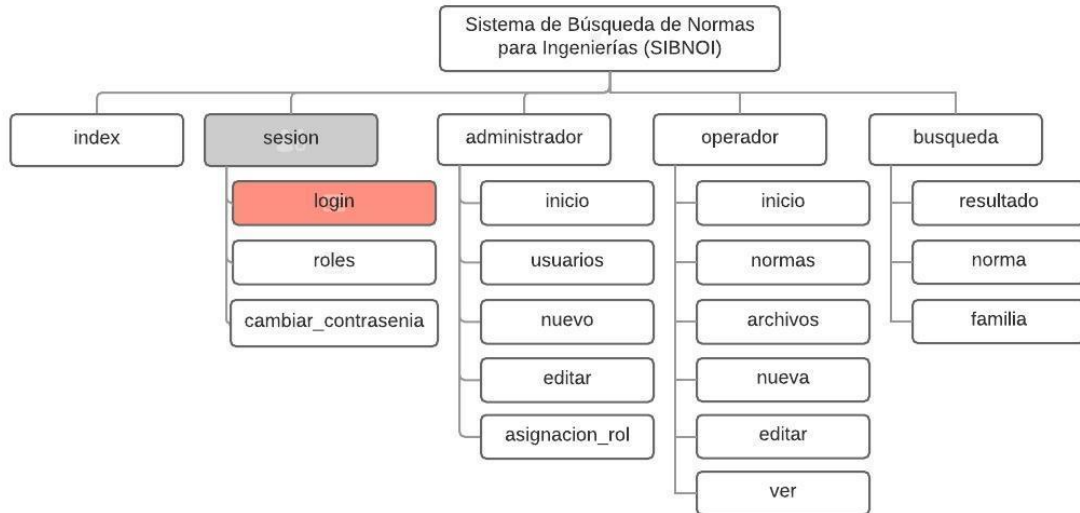 Sistema de Búsqueda de Normas
para Ingenierías (SIBNOI)
index
sesion
administrador
operador
busqueda
login
roles
cambiar_contrasenia
inicio
usuarios
nuevo
editar
asignacion_rol
inicio
normas
archivos
nueva
editar
ver
resultado
norma
familia